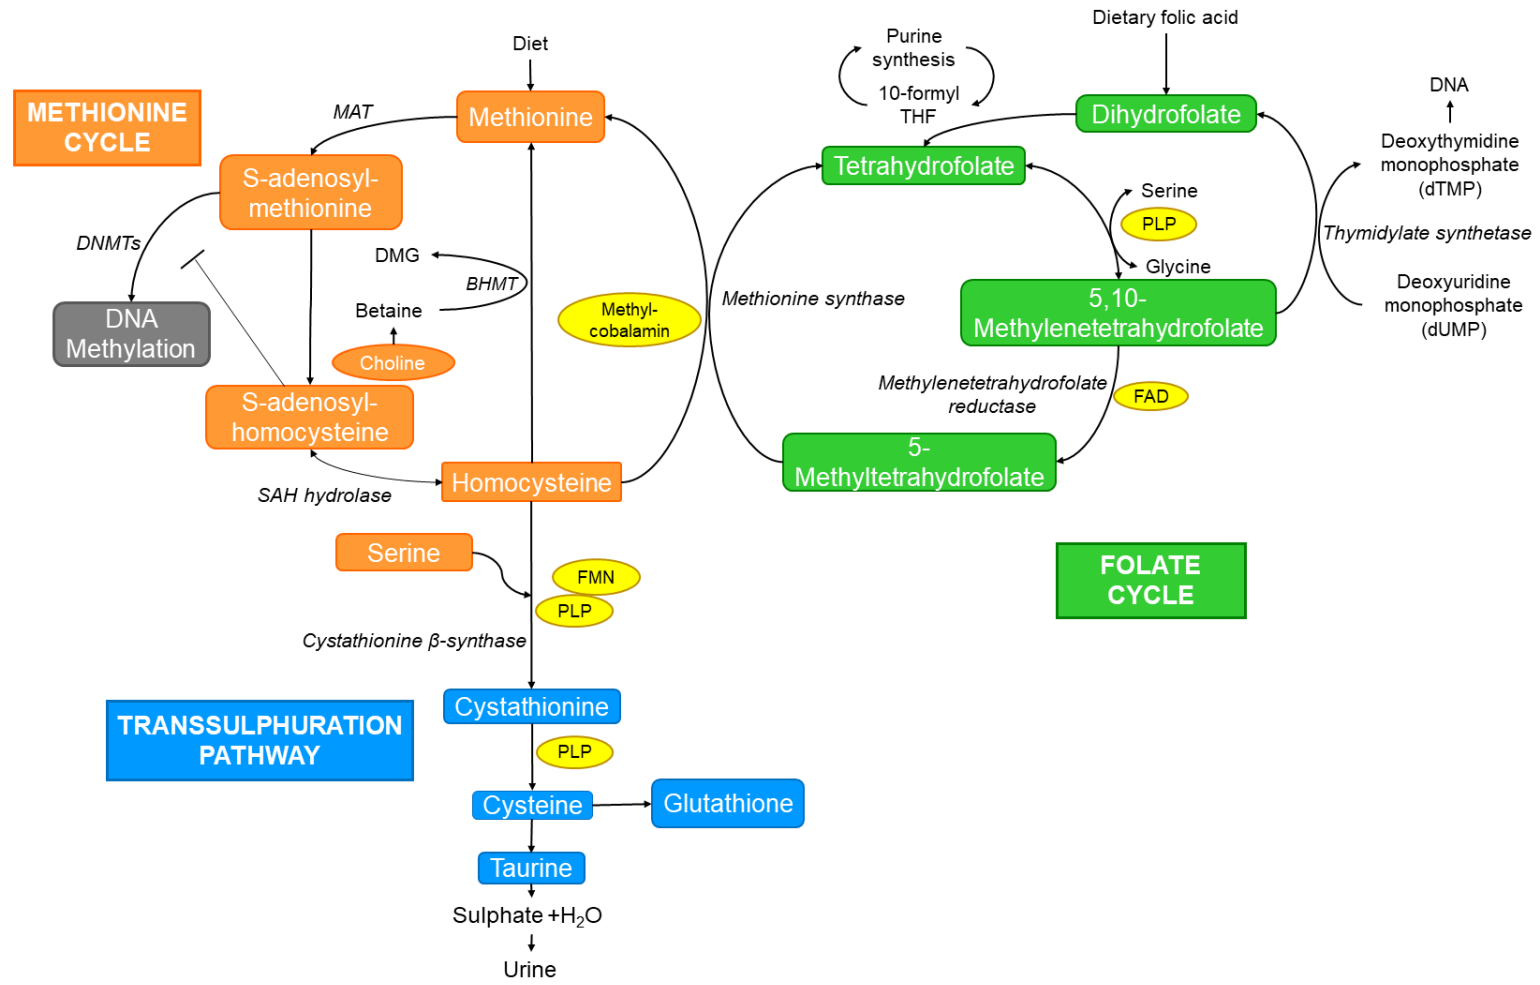 METHIONINE
CYCLE
Diet
Methionine
MAT
S-adenosyl-
methionine
DNMTs
DNA
Methylation
DMG
BHMT
Betaine
Choline
S-adenosyl-
homocysteine
SAH hydrolase
Homocysteine
Methyl-
cobalamin
Methionine synthase
Purine
synthesis
10-formyl
THF
Dietary folic acid
Dihydrofolate
Tetrahydrofolate
Serine
PLP
Glycine
5,10-
Methylenetetrahydrofolate
DNA
Deoxythymidine
monophosphate
(dTMP)
Thymidylate synthetase
Deoxyuridine
monophosphate
(dUMP)
Methylenetetrahydrofolate
reductase
FAD
5-
Methyltetrahydrofolate
FOLATE
CYCLE
Serine
FMN
PLP
Cystathionine β-synthase
TRANSSULPHURATION
PATHWAY
Cystathionine
PLP
Cysteine
Glutathione
Taurine
Sulphate +H₂O
Urine